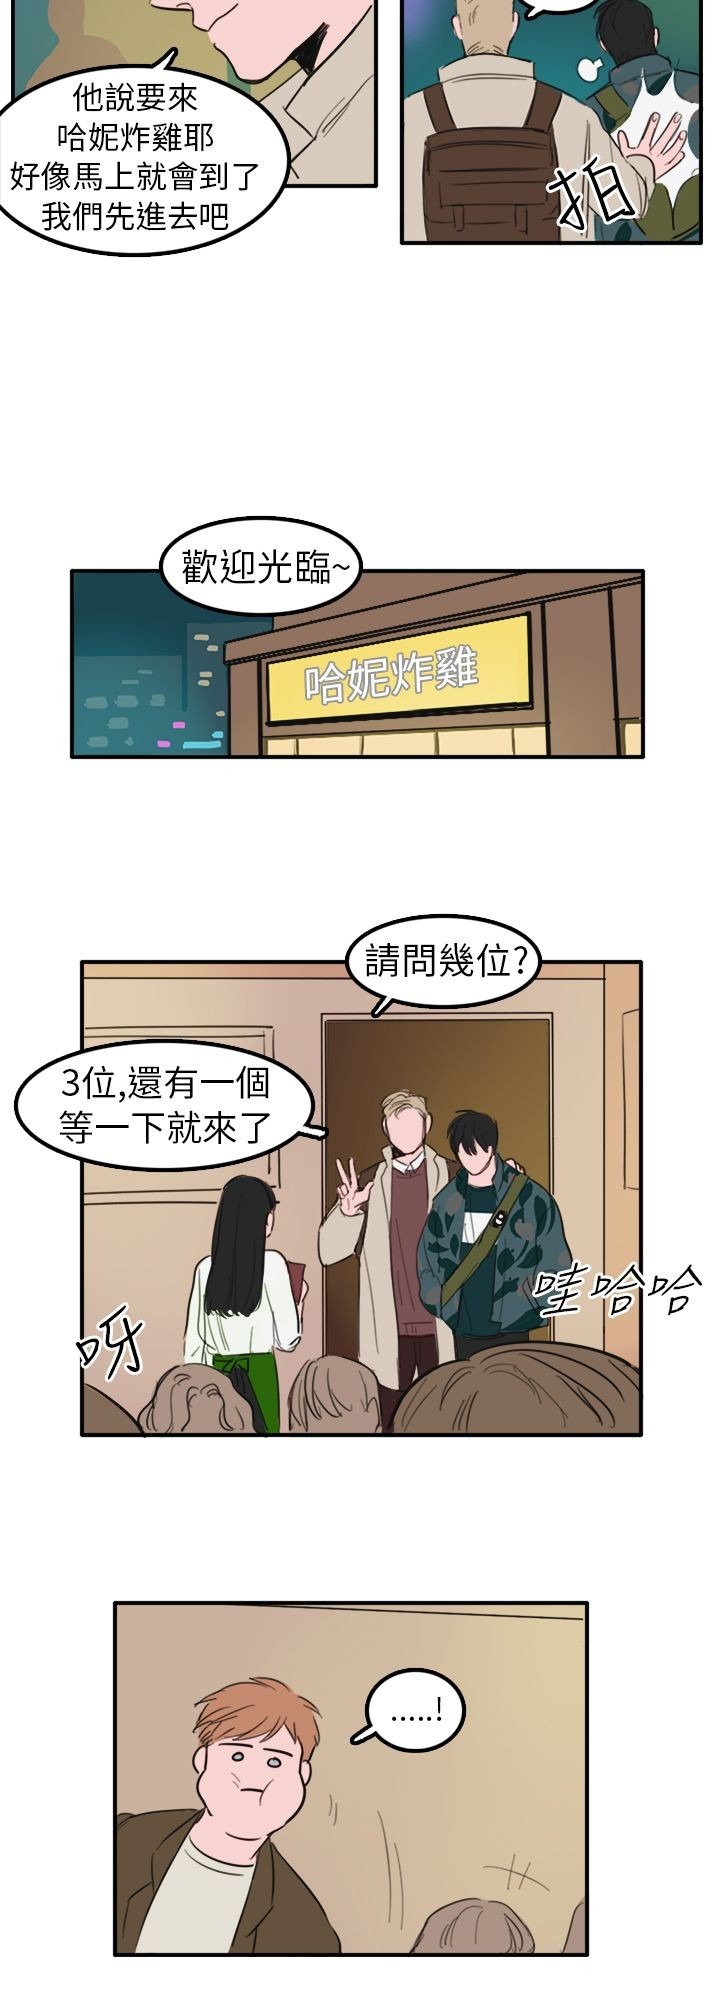 他說要來
哈妮炸雞耶
好像馬上就會到了
我們先進去吧
拍
歡迎光臨~
哈妮炸雞
請問幾位?
3位,還有一個
等一下就來了
呀
哇哈哈
.....!